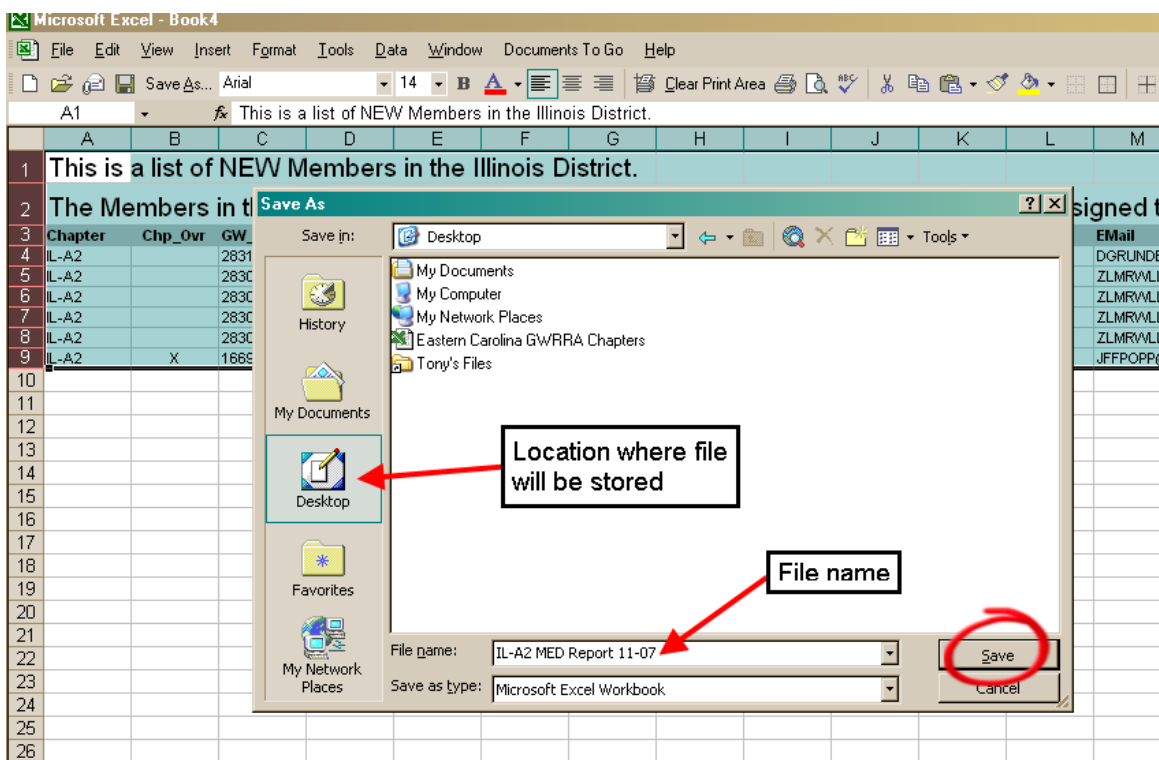 Microsoft Excel - Book4
File Edit View Insert Format Tools Data Window Documents To Go Help
Save As... Arial 14 B A Clear Print Area ABC
A1 fx This is a list of NEW Members in the Illinois District.
A B C D E F G H I J K L M
1 This is a list of NEW Members in the Illinois District.
2 The Members in t signed t
3 Chapter Chp_Ovr GW_ EMail
4 IL-A2 2831 DGRUNDE
5 IL-A2 2830 ZLMRWLL
6 IL-A2 2830 ZLMRWLL
7 IL-A2 2830 ZLMRWLL
8 IL-A2 2830 ZLMRWLL
9 IL-A2 X 1669 JFFPOPP@
10
11
12
13
14
15
16
17
18
19
20
21
22
23
24
25
26
Save As ? X
Save in: Desktop Tools
History
My Documents
Desktop
Favorites
My Network
Places
My Documents
My Computer
My Network Places
Eastern Carolina GWRRA Chapters
Tony's Files
Location where file
will be stored
File name
File name: IL-A2 MED Report 11-07 Save
Save as type: Microsoft Excel Workbook Cancel